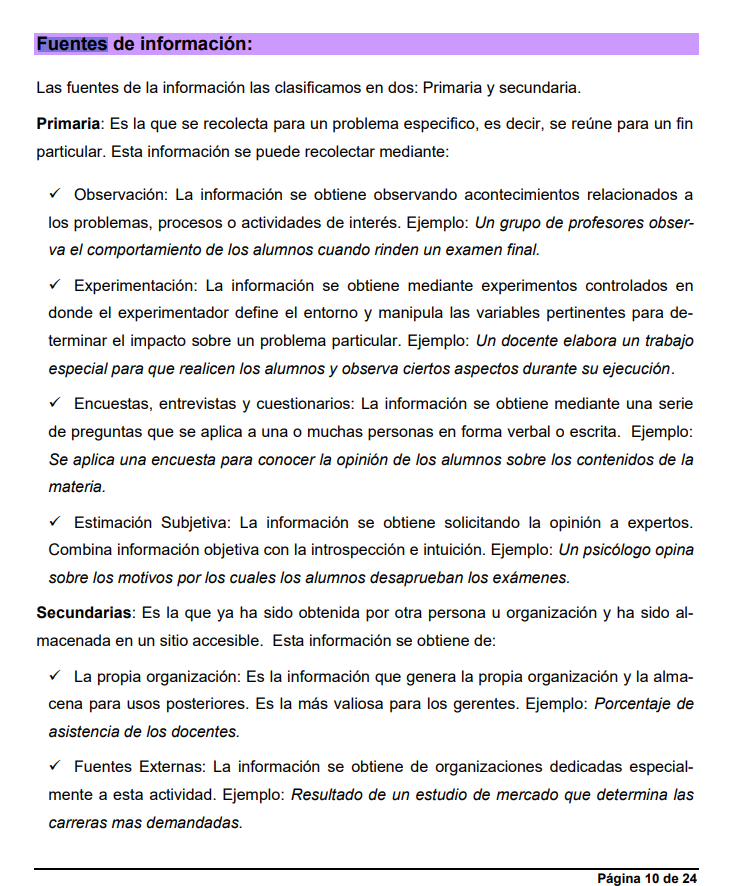 Fuentes de información:
Las fuentes de la información las clasificamos en dos: Primaria y secundaria.
Primaria: Es la que se recolecta para un problema especifico, es decir, se reúne para un fin
particular. Esta información se puede recolectar mediante:
✓ Observación: La información se obtiene observando acontecimientos relacionados a
los problemas, procesos o actividades de interés. Ejemplo: Un grupo de profesores obser-
va el comportamiento de los alumnos cuando rinden un examen final.
✓ Experimentación: La información se obtiene mediante experimentos controlados en
donde el experimentador define el entorno y manipula las variables pertinentes para de-
terminar el impacto sobre un problema particular. Ejemplo: Un docente elabora un trabajo
especial para que realicen los alumnos y observa ciertos aspectos durante su ejecución.
✓ Encuestas, entrevistas y cuestionarios: La información se obtiene mediante una serie
de preguntas que se aplica a una o muchas personas en forma verbal o escrita. Ejemplo:
Se aplica una encuesta para conocer la opinión de los alumnos sobre los contenidos de la
materia.
✓ Estimación Subjetiva: La información se obtiene solicitando la opinión a expertos.
Combina información objetiva con la introspección e intuición. Ejemplo: Un psicólogo opina
sobre los motivos por los cuales los alumnos desaprueban los exámenes.
Secundarias: Es la que ya ha sido obtenida por otra persona u organización y ha sido al-
macenada en un sitio accesible. Esta información se obtiene de:
✓ La propia organización: Es la información que genera la propia organización y la alma-
cena para usos posteriores. Es la más valiosa para los gerentes. Ejemplo: Porcentaje de
asistencia de los docentes.
✓ Fuentes Externas: La información se obtiene de organizaciones dedicadas especial-
mente a esta actividad. Ejemplo: Resultado de un estudio de mercado que determina las
carreras mas demandadas.
Página 10 de 24